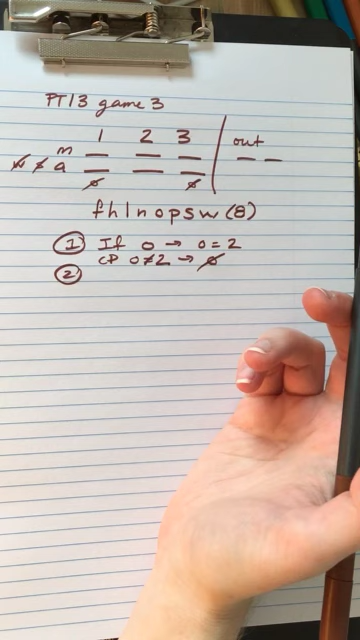 PT13 game 3
1 2 3 out
m
a
fhlnopsw (8)
① If o → o = 2
cp o≠2 → ø
②